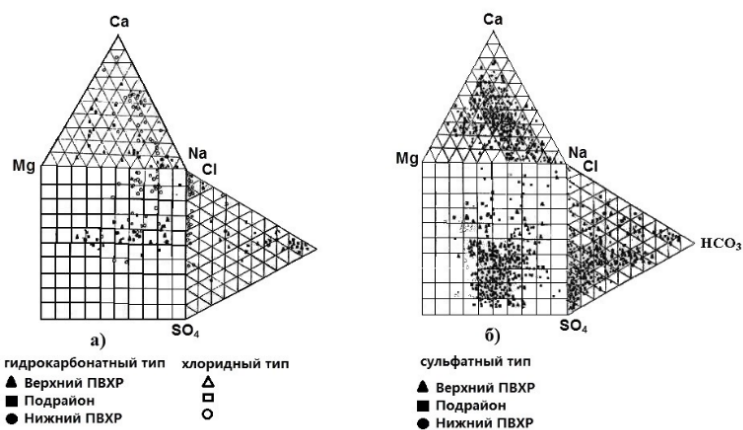 Ca
Mg
Na
Cl
SO₄
а)
гидрокарбонатный тип хлоридный тип
Верхний ПВХР
Подрайон
Нижний ПВХР
Ca
Mg
Na
Cl
HCO₃
SO₄
б)
сульфатный тип
Верхний ПВХР
Подрайон
Нижний ПВХР